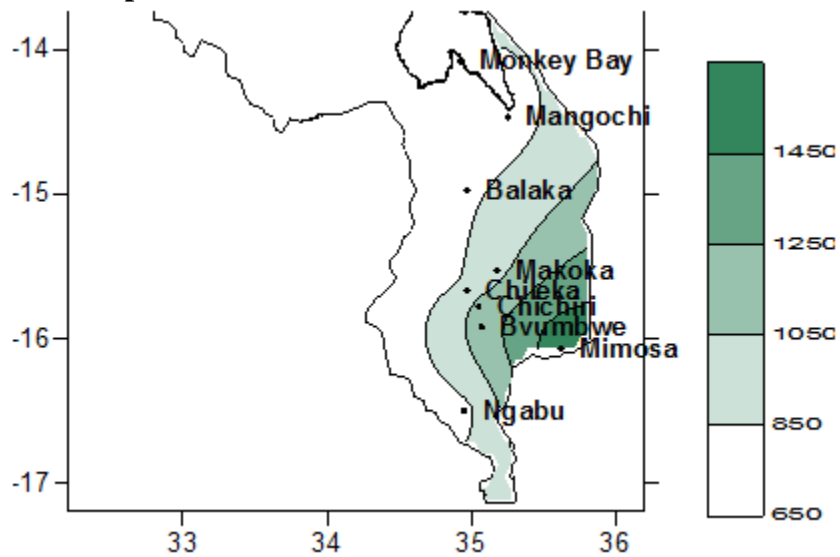 -14
Monkey Bay
Mangochi
-15
Balaka
Makoka
Chileka
Chichiri
-16
Bvumbwe
Mimosa
Ngabu
-17
33 34 35 36
1450
1250
1050
850
650